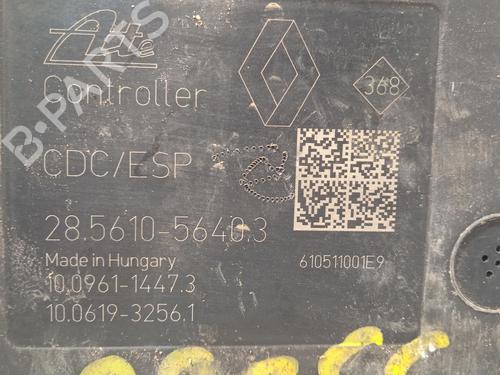 Ate
368
Controller
CDC/ESP
28.5610-5640.3
Made in Hungary
610511001E9
10.0961-1447.3
10.0619-3256.1
B-PARTS